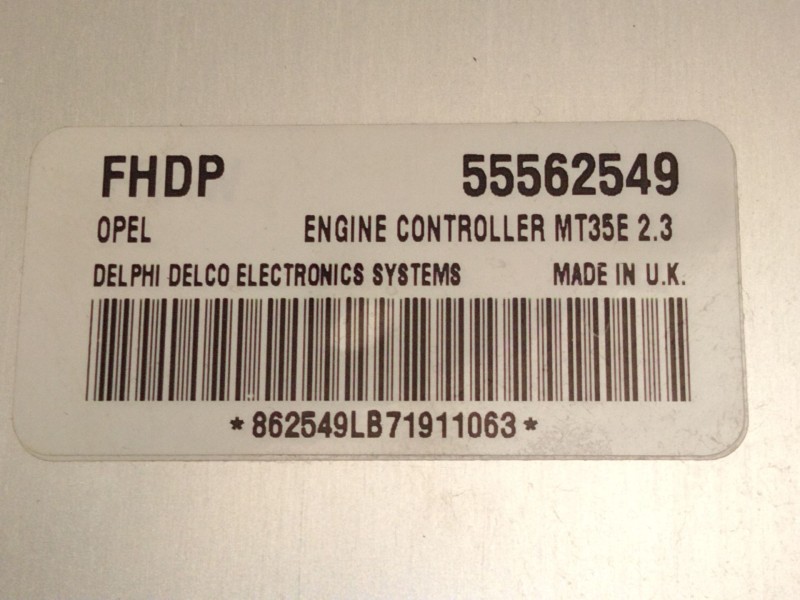 FHDP 55562549
OPEL ENGINE CONTROLLER MT35E 2.3
DELPHI DELCO ELECTRONICS SYSTEMS MADE IN U.K.
*862549LB71911063*